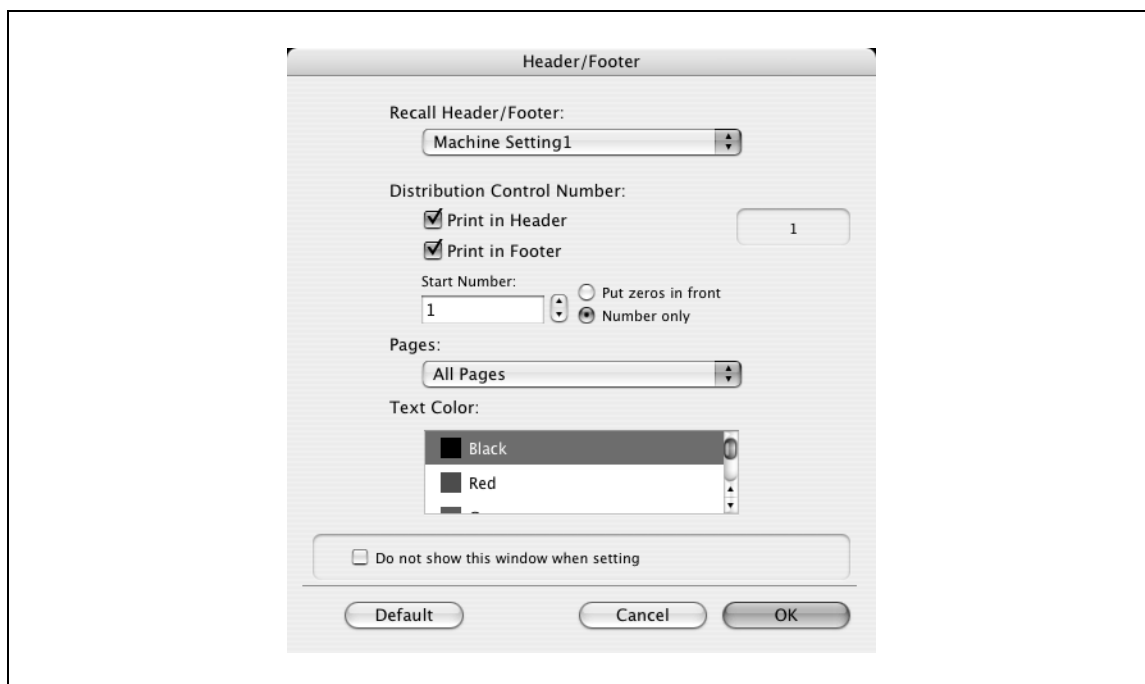 Header/Footer
Recall Header/Footer:
Machine Setting1
Distribution Control Number:
Print in Header
1
Print in Footer
Start Number:
1
Put zeros in front
Number only
Pages:
All Pages
Text Color:
Black
Red
Do not show this window when setting
Default
Cancel
OK